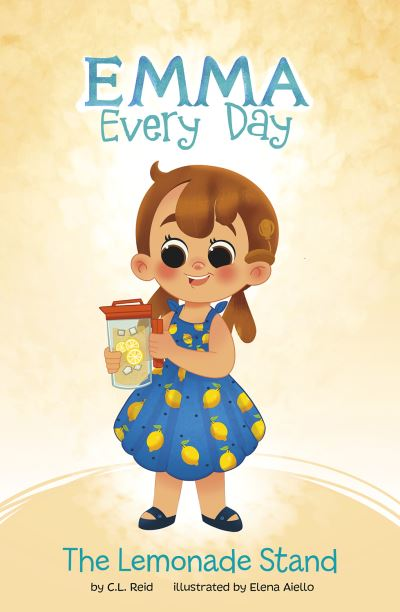 EMMA
Every Day
The Lemonade Stand
by C.L. Reid illustrated by Elena Aiello